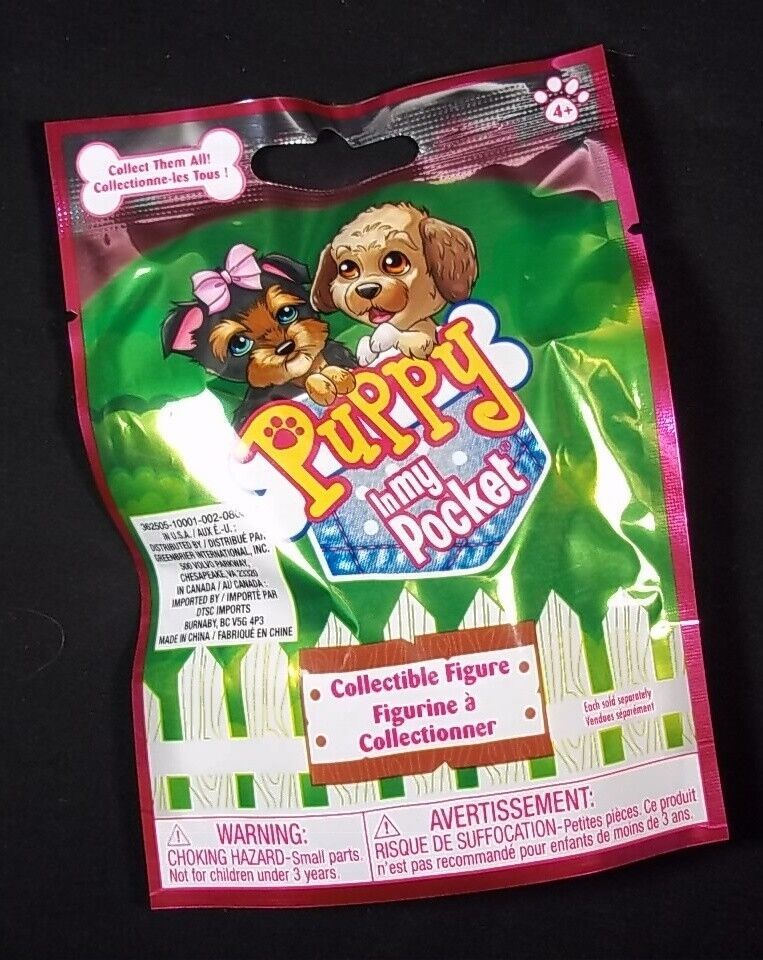 Collect Them All!
Collectionne-les Tous !
4+
Puppy
In my
Pocket®
IN U.S.A. / AUX É.-U. :
DISTRIBUTED BY / DISTRIBUÉ PAR
GREENBRIER INTERNATIONAL, INC.
500 VOLVO PARKWAY,
CHESAPEAKE, VA 23320
IN CANADA / AU CANADA :
IMPORTED BY / IMPORTÉ PAR
DTSC IMPORTS
BURNABY, BC V5G 4P3
MADE IN CHINA / FABRIQUÉ EN CHINE
Collectible Figure
Figurine à
Collectionner
Each sold separately
Vendues séparément
WARNING:
CHOKING HAZARD-Small parts.
Not for children under 3 years.
AVERTISSEMENT:
RISQUE DE SUFFOCATION-Petites pièces. Ce produit
n'est pas recommandé pour enfants de moins de 3 ans.